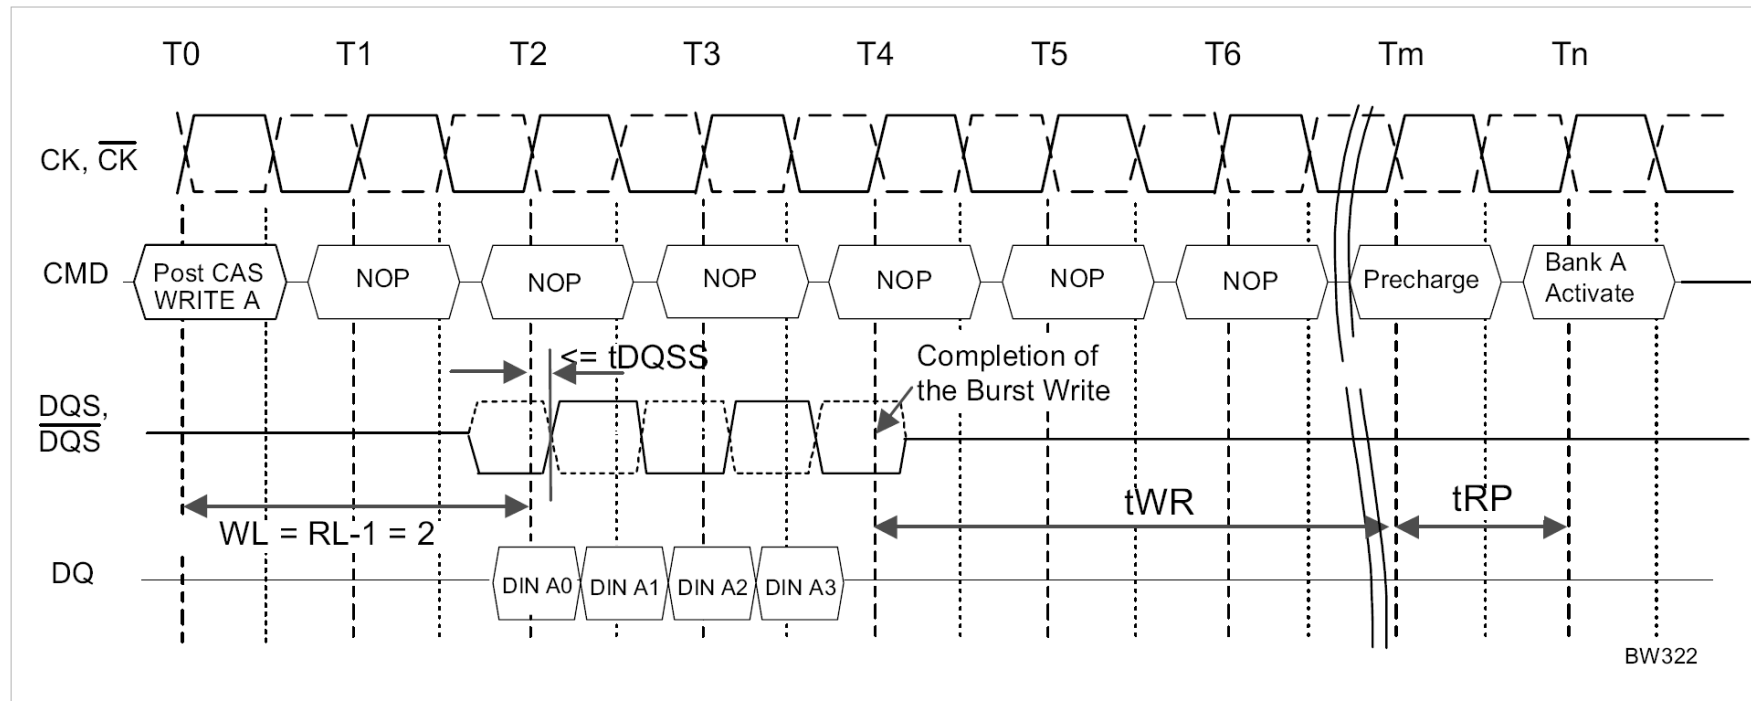 T0 T1 T2 T3 T4 T5 T6 Tm Tn
CK, CK
CMD
Post CAS
WRITE A
NOP
NOP
NOP
NOP
NOP
NOP
Precharge
Bank A
Activate
<= tDQSS
Completion of
the Burst Write
DQS,
DQS
WL = RL-1 = 2
tWR
tRP
DQ
DIN A0 DIN A1 DIN A2 DIN A3
BW322